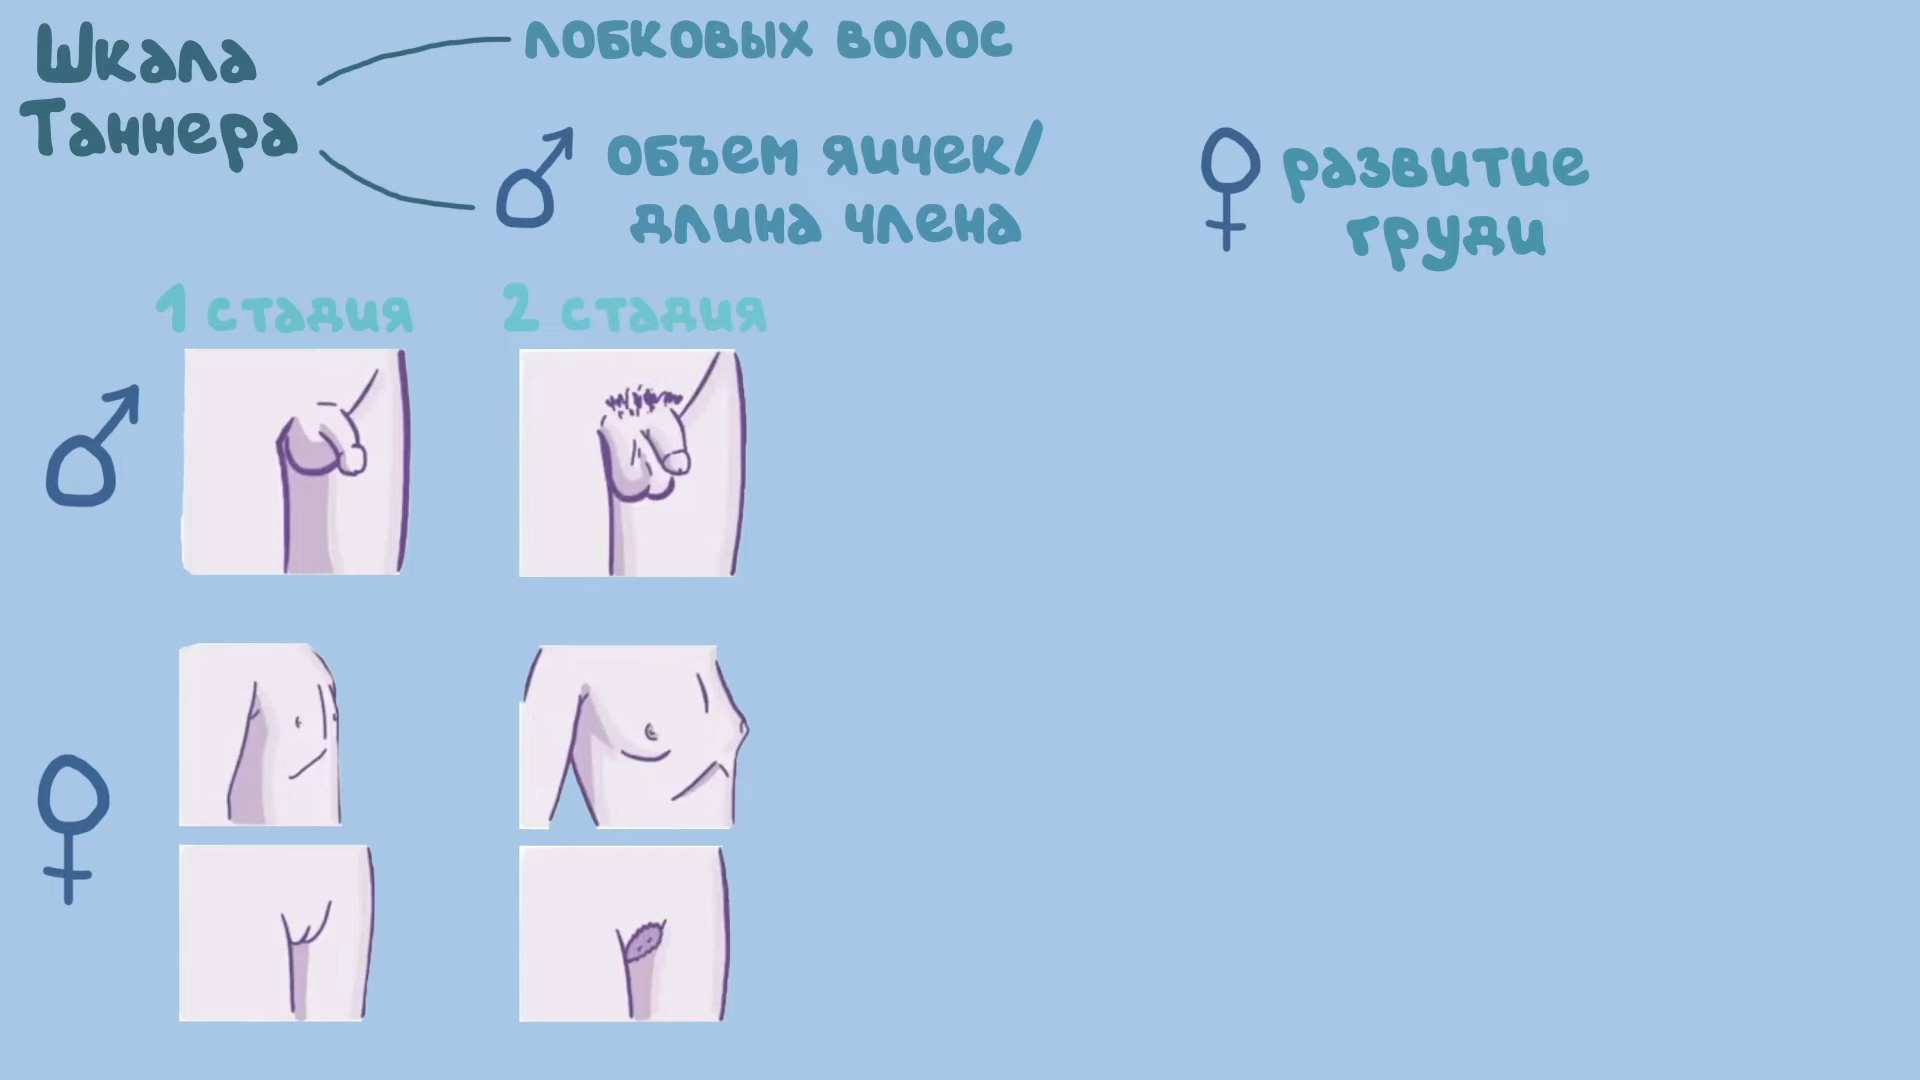 Шкала
Таннера
лобковых волос
объем яичек/
длина члена
развитие
груди
1 стадия
2 стадия